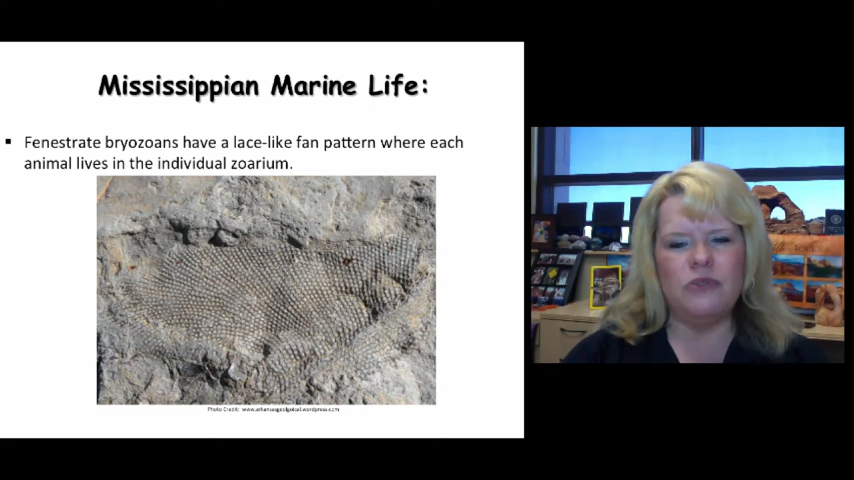 Mississippian Marine Life:
Fenestrate bryozoans have a lace-like fan pattern where each
animal lives in the individual zoarium.
Photo Credit: www.arkansasgeological.wordpress.com